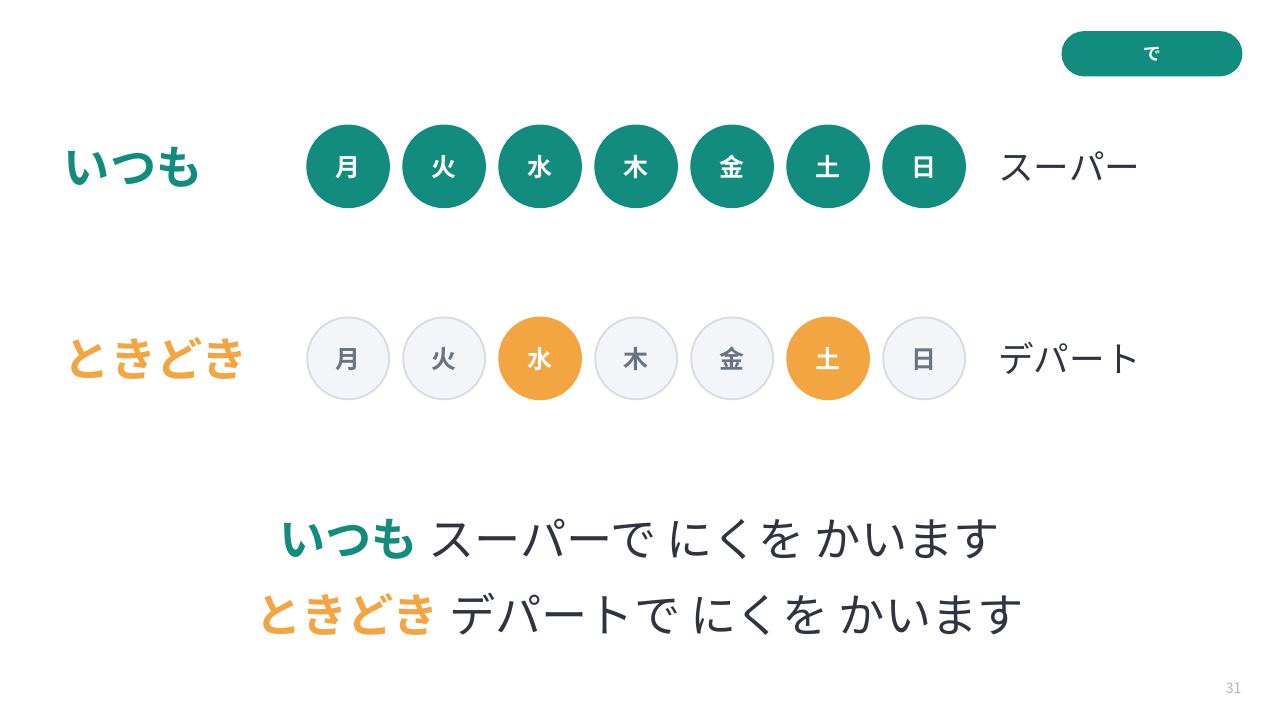 で
いつも 月 火 水 木 金 土 日 スーパー
ときどき 月 火 水 木 金 土 日 デパート
いつも スーパーで にくを かいます
ときどき デパートで にくを かいます
31